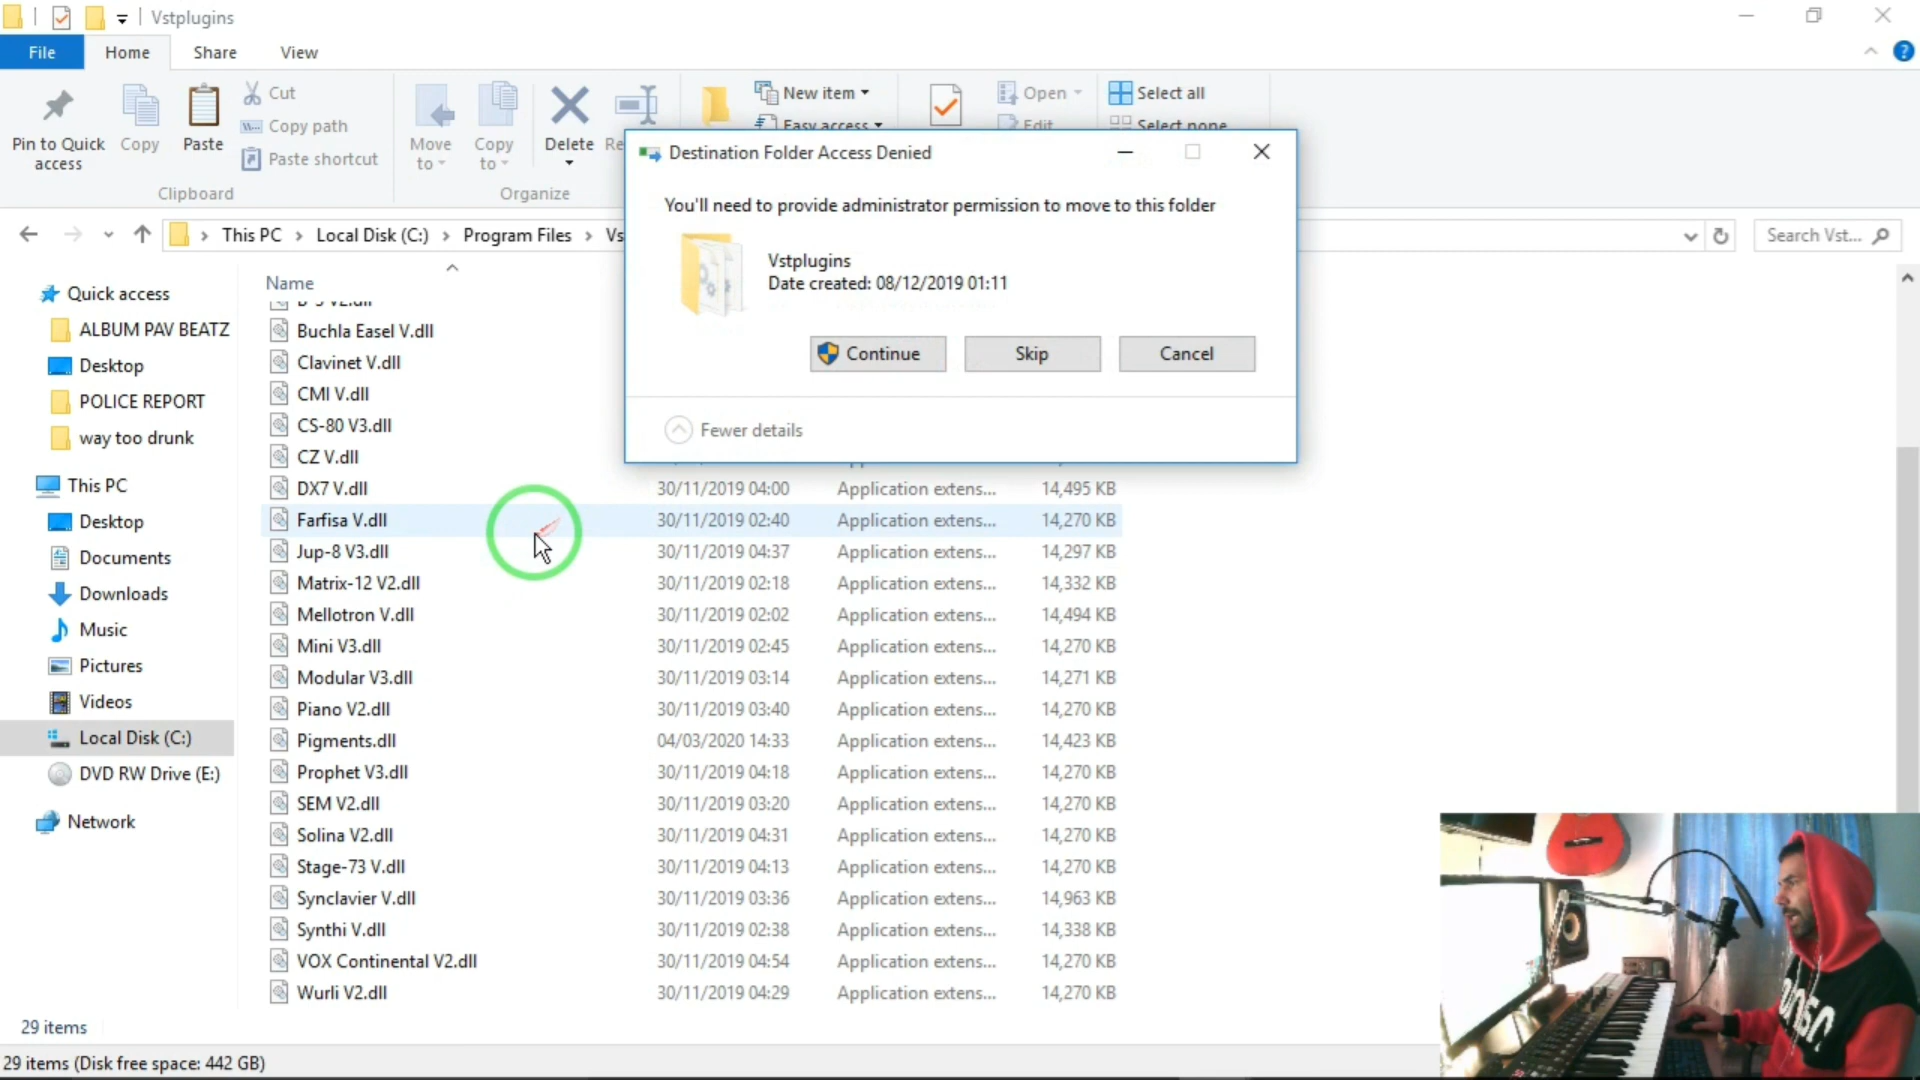 Vstplugins
File Home Share View
Pin to Quick access
Copy
Paste
Cut
Copy path
Paste shortcut
Clipboard
Move to
Copy to
Delete
Organize
New item
Easy access
Open
Edit
Select all
Select none
This PC Local Disk (C:) Program Files
Search Vst...
Destination Folder Access Denied
You'll need to provide administrator permission to move to this folder
Vstplugins
Date created: 08/12/2019 01:11
Continue Skip Cancel
Fewer details
Quick access
ALBUM PAV BEATZ
Desktop
POLICE REPORT
way too drunk
This PC
Desktop
Documents
Downloads
Music
Pictures
Videos
Local Disk (C:)
DVD RW Drive (E:)
Network
Name
Buchla Easel V.dll
Clavinet V.dll
CMI V.dll
CS-80 V3.dll
CZ V.dll
DX7 V.dll 30/11/2019 04:00 Application extens... 14,495 KB
Farfisa V.dll 30/11/2019 02:40 Application extens... 14,270 KB
Jup-8 V3.dll 30/11/2019 04:37 Application extens... 14,297 KB
Matrix-12 V2.dll 30/11/2019 02:18 Application extens... 14,332 KB
Mellotron V.dll 30/11/2019 02:02 Application extens... 14,494 KB
Mini V3.dll 30/11/2019 02:45 Application extens... 14,270 KB
Modular V3.dll 30/11/2019 03:14 Application extens... 14,271 KB
Piano V2.dll 30/11/2019 03:40 Application extens... 14,270 KB
Pigments.dll 04/03/2020 14:33 Application extens... 14,423 KB
Prophet V3.dll 30/11/2019 04:18 Application extens... 14,270 KB
SEM V2.dll 30/11/2019 03:20 Application extens... 14,270 KB
Solina V2.dll 30/11/2019 04:31 Application extens... 14,270 KB
Stage-73 V.dll 30/11/2019 04:13 Application extens... 14,270 KB
Synclavier V.dll 30/11/2019 03:36 Application extens... 14,963 KB
Synthi V.dll 30/11/2019 02:38 Application extens... 14,338 KB
VOX Continental V2.dll 30/11/2019 04:54 Application extens... 14,270 KB
Wurli V2.dll 30/11/2019 04:29 Application extens... 14,270 KB
29 items
29 items (Disk free space: 442 GB)